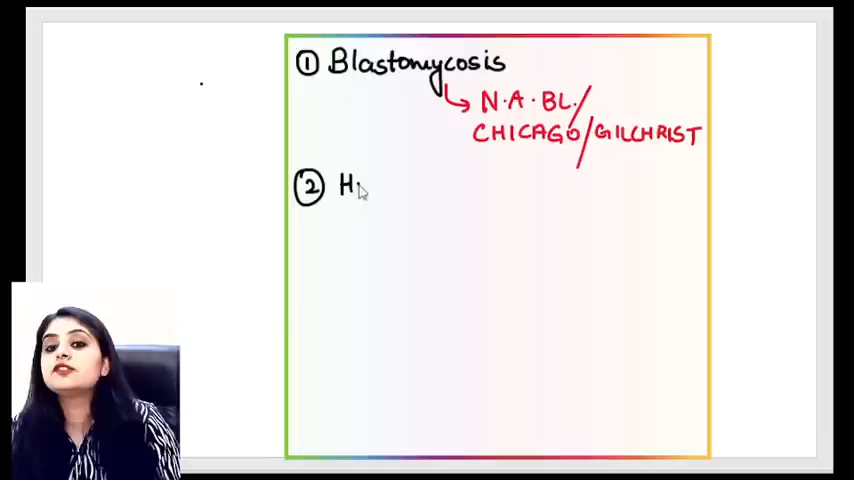 ① Blastomycosis
↳ N.A.BL./
CHICAGO/GILCHRIST
② H